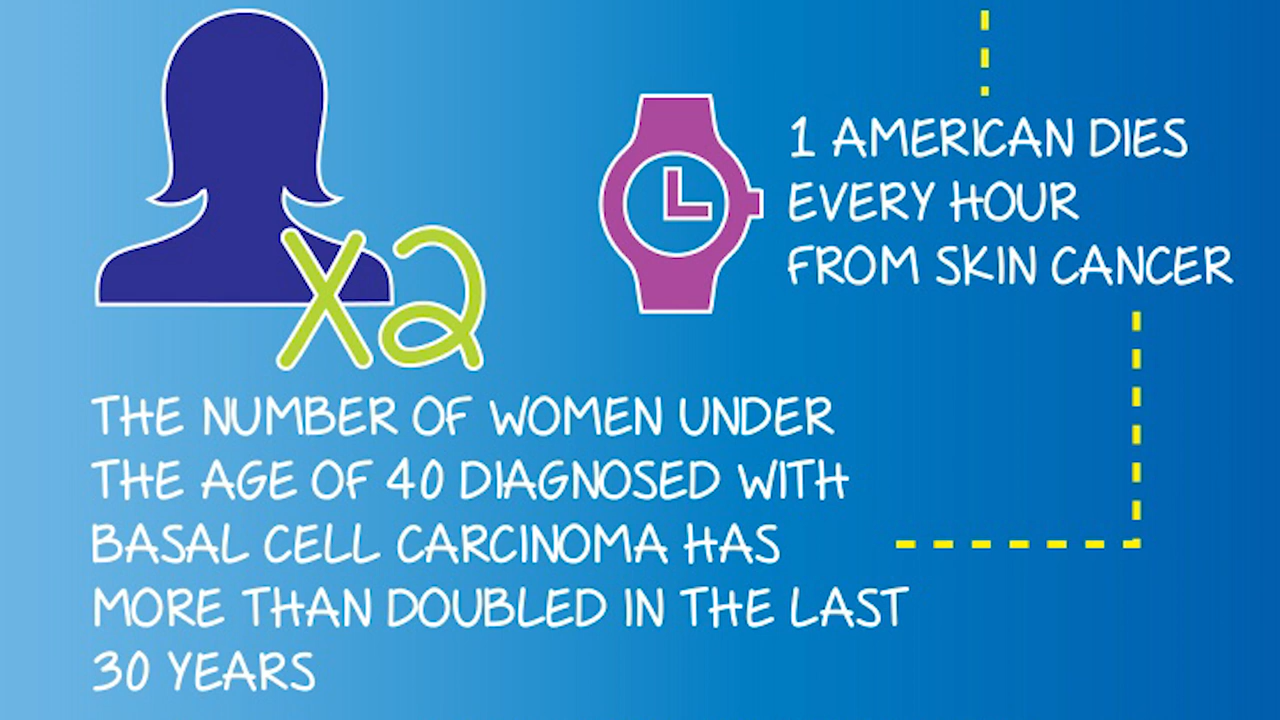 1 AMERICAN DIES
EVERY HOUR
FROM SKIN CANCER
X2
THE NUMBER OF WOMEN UNDER
THE AGE OF 40 DIAGNOSED WITH
BASAL CELL CARCINOMA HAS
MORE THAN DOUBLED IN THE LAST
30 YEARS